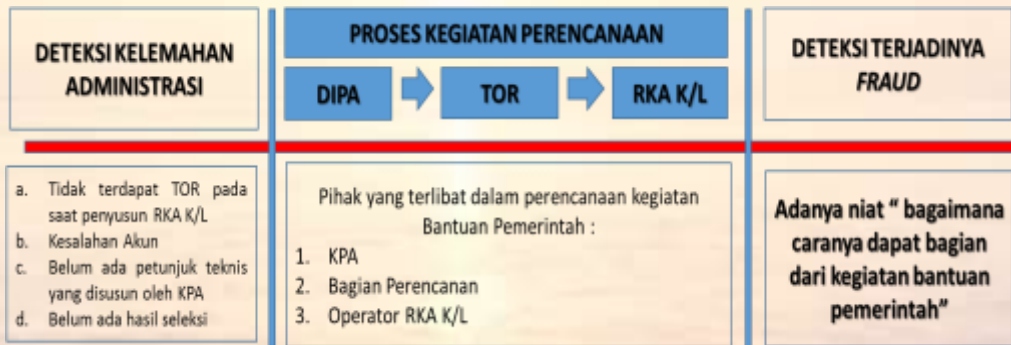 DETEKSI KELEMAHAN
ADMINISTRASI
PROSES KEGIATAN PERENCANAAN
DIPA
TOR
RKA K/L
DETEKSI TERJADINYA
FRAUD
a. Tidak terdapat TOR pada
saat penyusun RKA K/L
b. Kesalahan Akun
c. Belum ada petunjuk teknis
yang disusun oleh KPA
d. Belum ada hasil seleksi
Pihak yang terlibat dalam perencanaan kegiatan
Bantuan Pemerintah :
1. KPA
2. Bagian Perencanan
3. Operator RKA K/L
Adanya niat “ bagaimana
caranya dapat bagian
dari kegiatan bantuan
pemerintah”